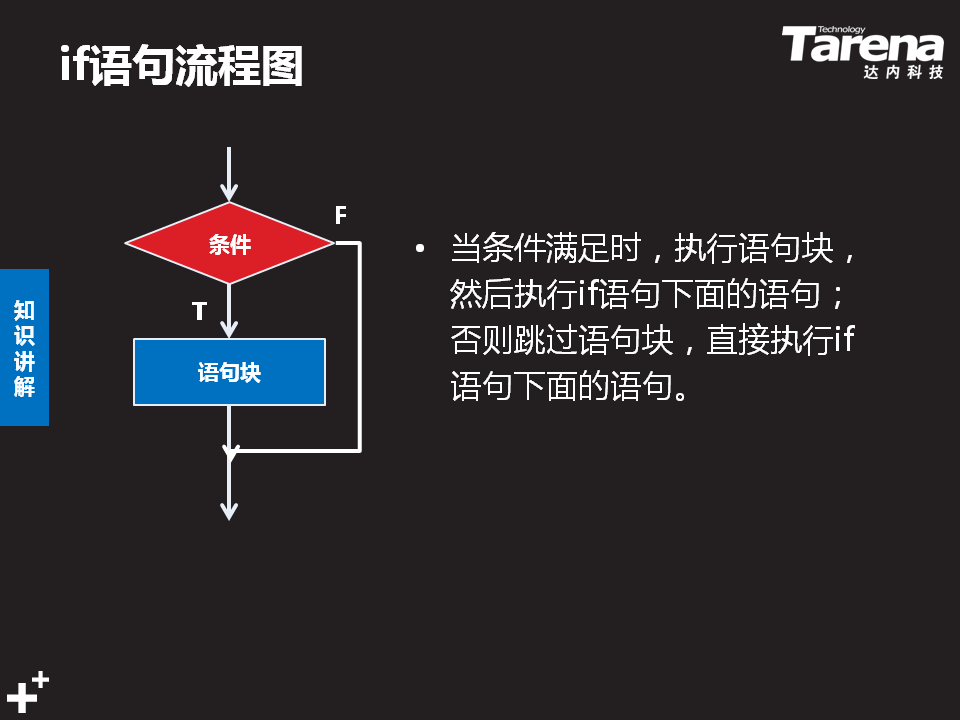 if语句流程图
Technology
Tarena
达内科技
F
条件
T
语句块
知
识
讲
解
• 当条件满足时，执行语句块，
然后执行if语句下面的语句；
否则跳过语句块，直接执行if
语句下面的语句。